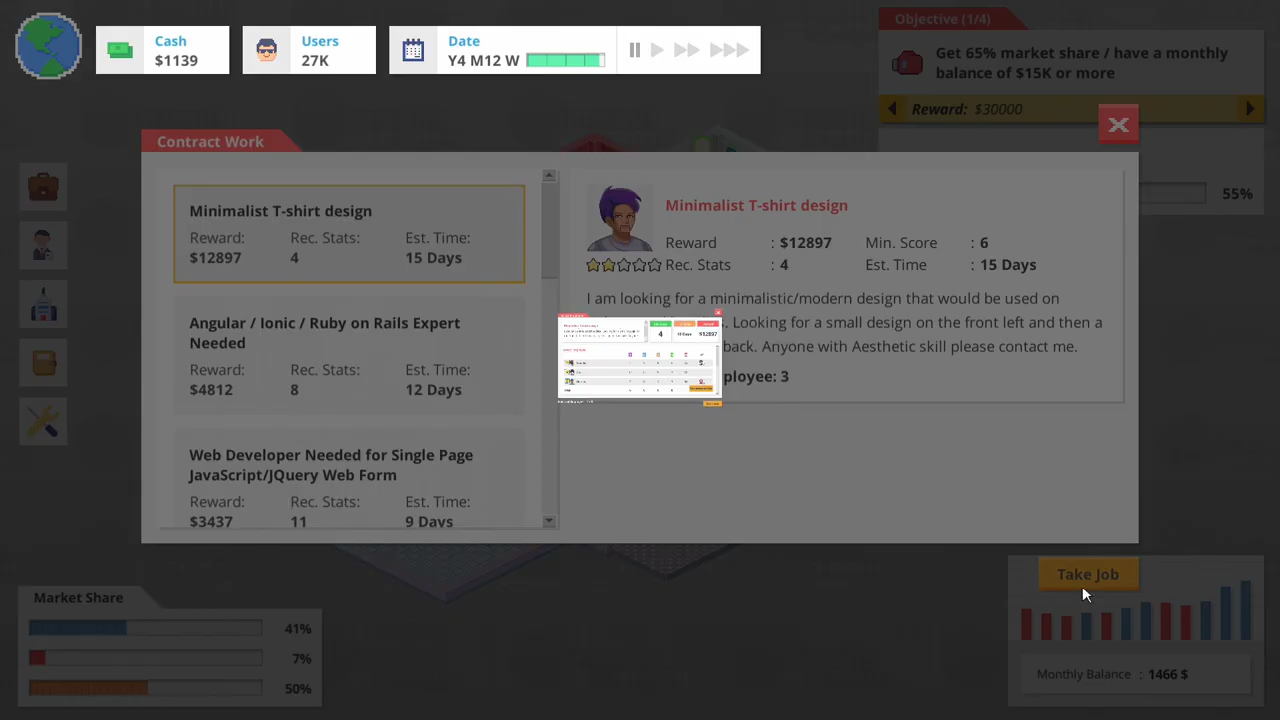 Cash
$1139
Users
27K
Date
Y4 M12 W
Objective (1/4)
Get 65% market share / have a monthly
balance of $15K or more
Reward: $30000
55%
Contract Work
Minimalist T-shirt design
Reward: Rec. Stats: Est. Time:
$12897 4 15 Days
Angular / Ionic / Ruby on Rails Expert
Needed
Reward: Rec. Stats: Est. Time:
$4812 8 12 Days
Web Developer Needed for Single Page
JavaScript/JQuery Web Form
Reward: Rec. Stats: Est. Time:
$3437 11 9 Days
Minimalist T-shirt design
Reward : $12897 Min. Score : 6
Rec. Stats : 4 Est. Time : 15 Days
I am looking for a minimalistic/modern design that would be used on
. Looking for a small design on the front left and then a
back. Anyone with Aesthetic skill please contact me.
ployee: 3
4
$12897
Take Job
Market Share
41%
7%
50%
Monthly Balance : 1466 $